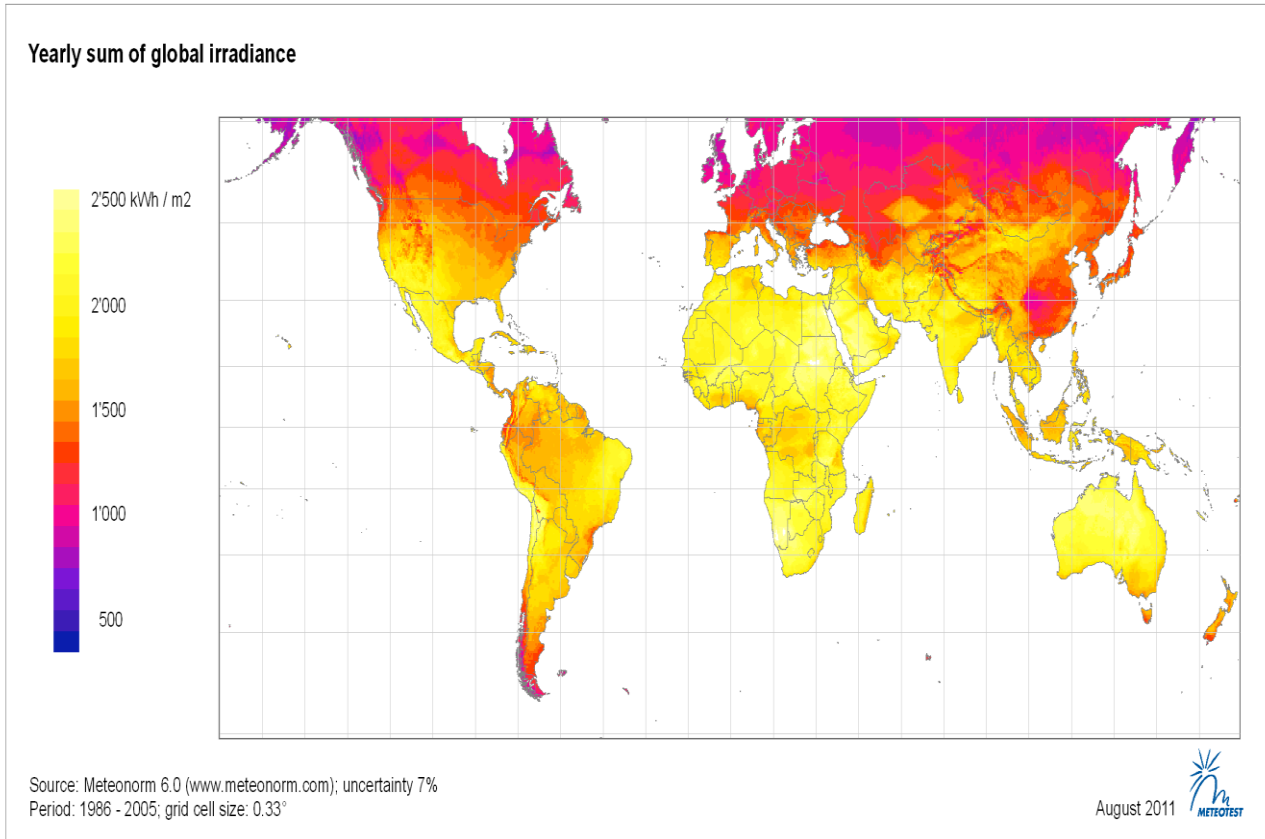 Yearly sum of global irradiance
2'500 kWh / m2
2'000
1'500
1'000
500
Source: Meteonorm 6.0 (www.meteonorm.com); uncertainty 7%
Period: 1986 - 2005; grid cell size: 0.33°
August 2011
METEOTEST